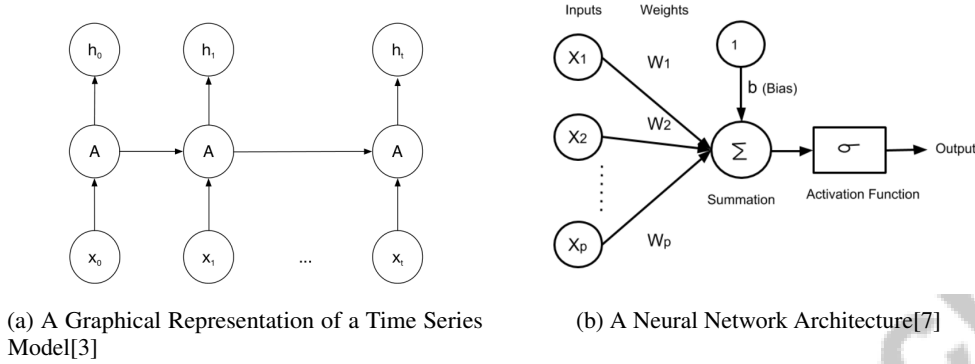 h0 h1 ht
A A A
x0 x1 ... xt
(a) A Graphical Representation of a Time Series
Model[3]
Inputs Weights
X1 W1 1
b (Bias)
X2 W2 Σ σ Output
Summation Activation Function
Xp Wp
(b) A Neural Network Architecture[7]